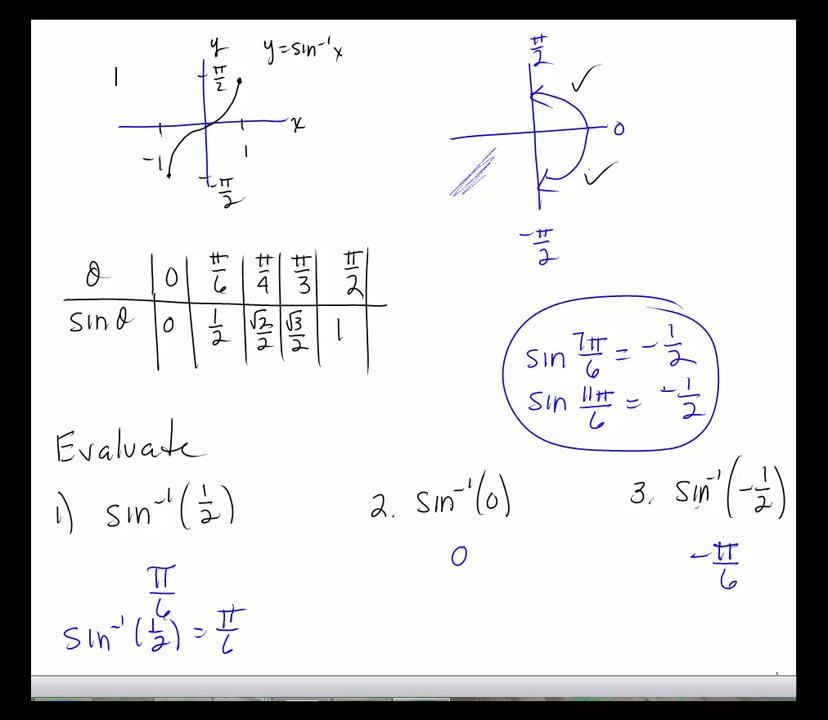 y
y = sin⁻¹x
π/2
x
-1
1
-π/2
π/2
✓
0
✓
-π/2
θ | 0 | π/6 | π/4 | π/3 | π/2
sin θ | 0 | 1/2 | √2/2 | √3/2 | 1
sin 7π/6 = -1/2
sin 11π/6 = -1/2
Evaluate
1) sin⁻¹(1/2)
2. sin⁻¹(0)
3. sin⁻¹(-1/2)
π/6
0
-π/6
sin⁻¹(1/2) = π/6